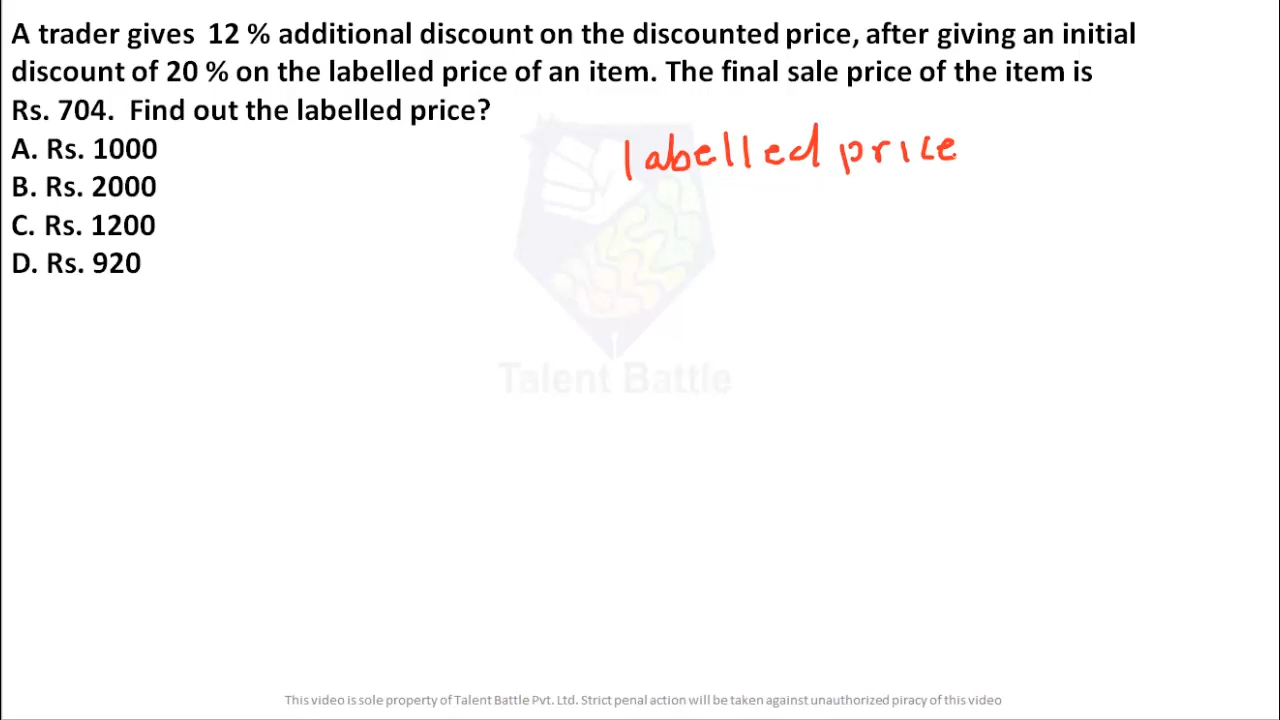 A trader gives 12 % additional discount on the discounted price, after giving an initial
discount of 20 % on the labelled price of an item. The final sale price of the item is
Rs. 704. Find out the labelled price?
labelled price
A. Rs. 1000
B. Rs. 2000
C. Rs. 1200
D. Rs. 920
Talent Battle
This video is sole property of Talent Battle Pvt. Ltd. Strict penal action will be taken against unauthorized piracy of this video